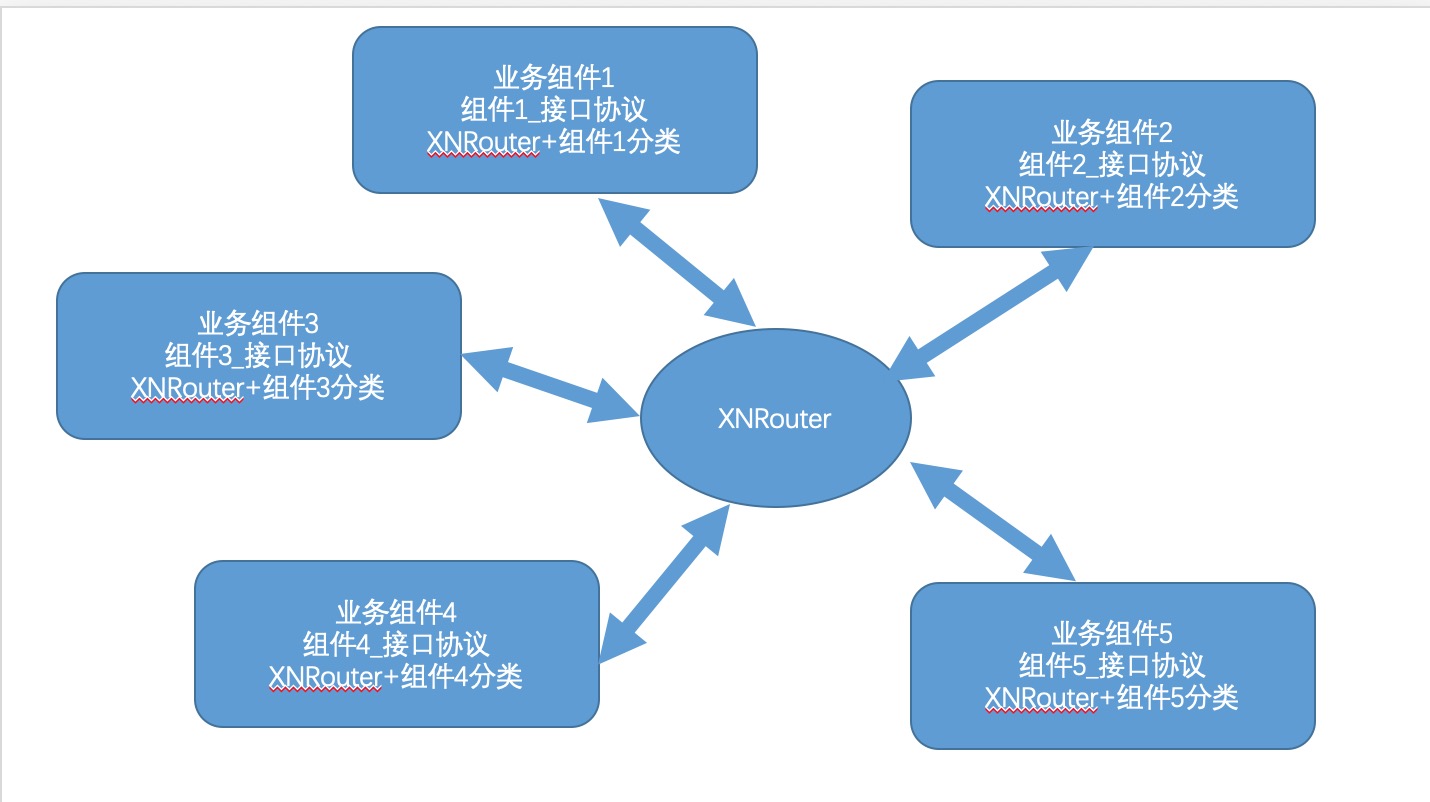 业务组件1
组件1_接口协议
XNRouter+组件1分类
业务组件2
组件2_接口协议
XNRouter+组件2分类
业务组件3
组件3_接口协议
XNRouter+组件3分类
XNRouter
业务组件4
组件4_接口协议
XNRouter+组件4分类
业务组件5
组件5_接口协议
XNRouter+组件5分类